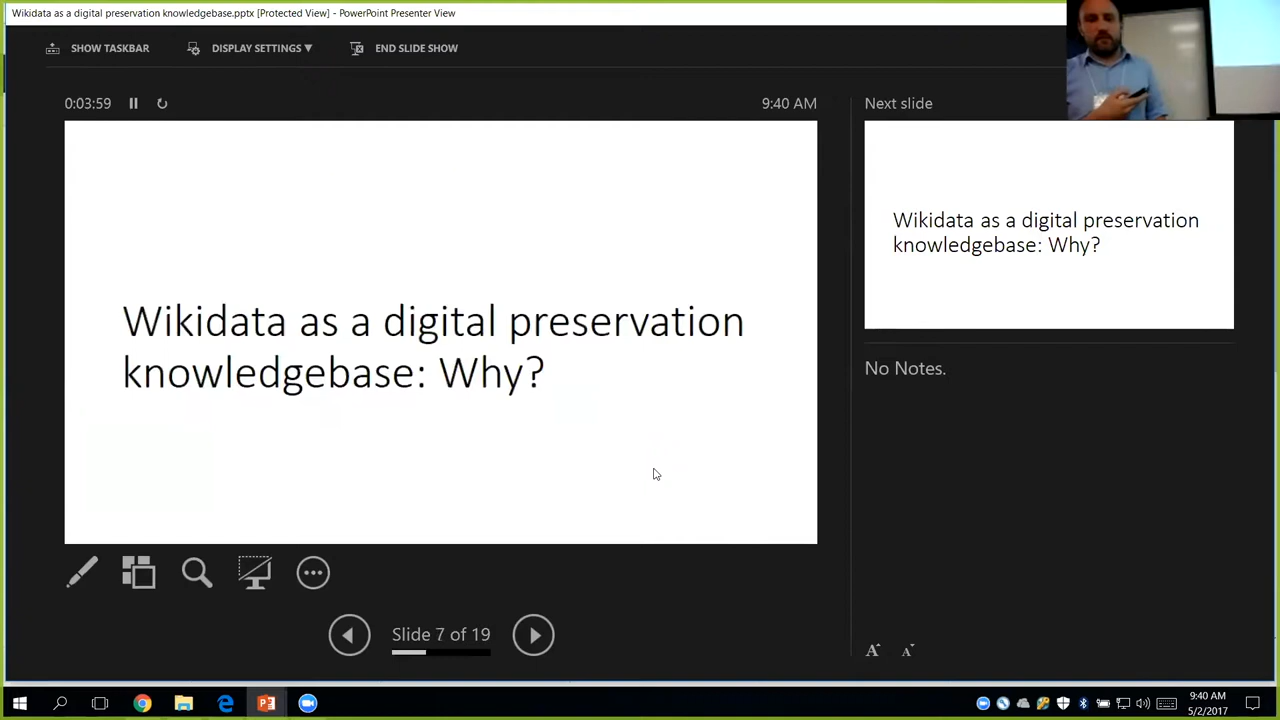 Wikidata as a digital preservation knowledgebase.pptx [Protected View] - PowerPoint Presenter View
SHOW TASKBAR
DISPLAY SETTINGS ▼
END SLIDE SHOW
0:03:59
9:40 AM
Next slide
Wikidata as a digital preservation
knowledgebase: Why?
Wikidata as a digital preservation
knowledgebase: Why?
No Notes.
Slide 7 of 19
A A
9:40 AM
5/2/2017